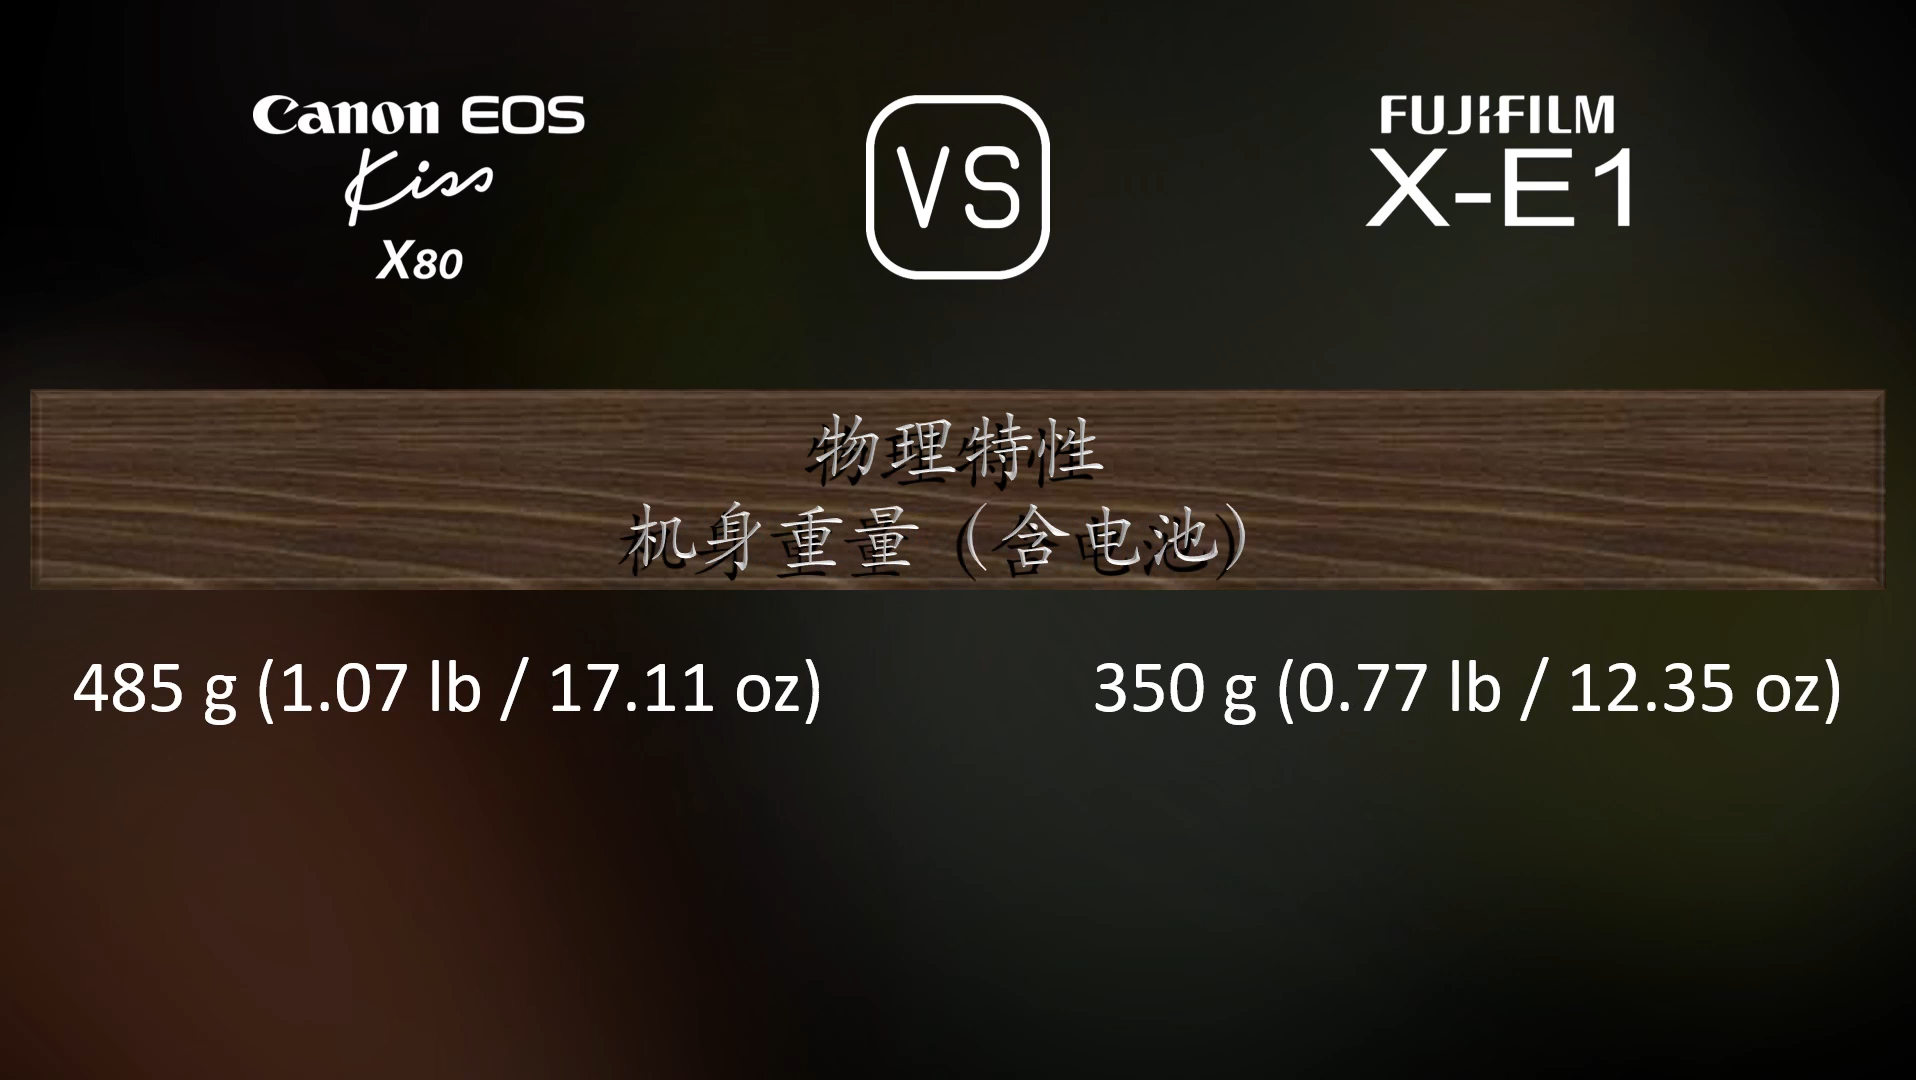 Canon EOS
Kiss
X80
VS
FUJIFILM
X-E1
物理特性
机身重量（含电池）
485 g (1.07 lb / 17.11 oz)
350 g (0.77 lb / 12.35 oz)